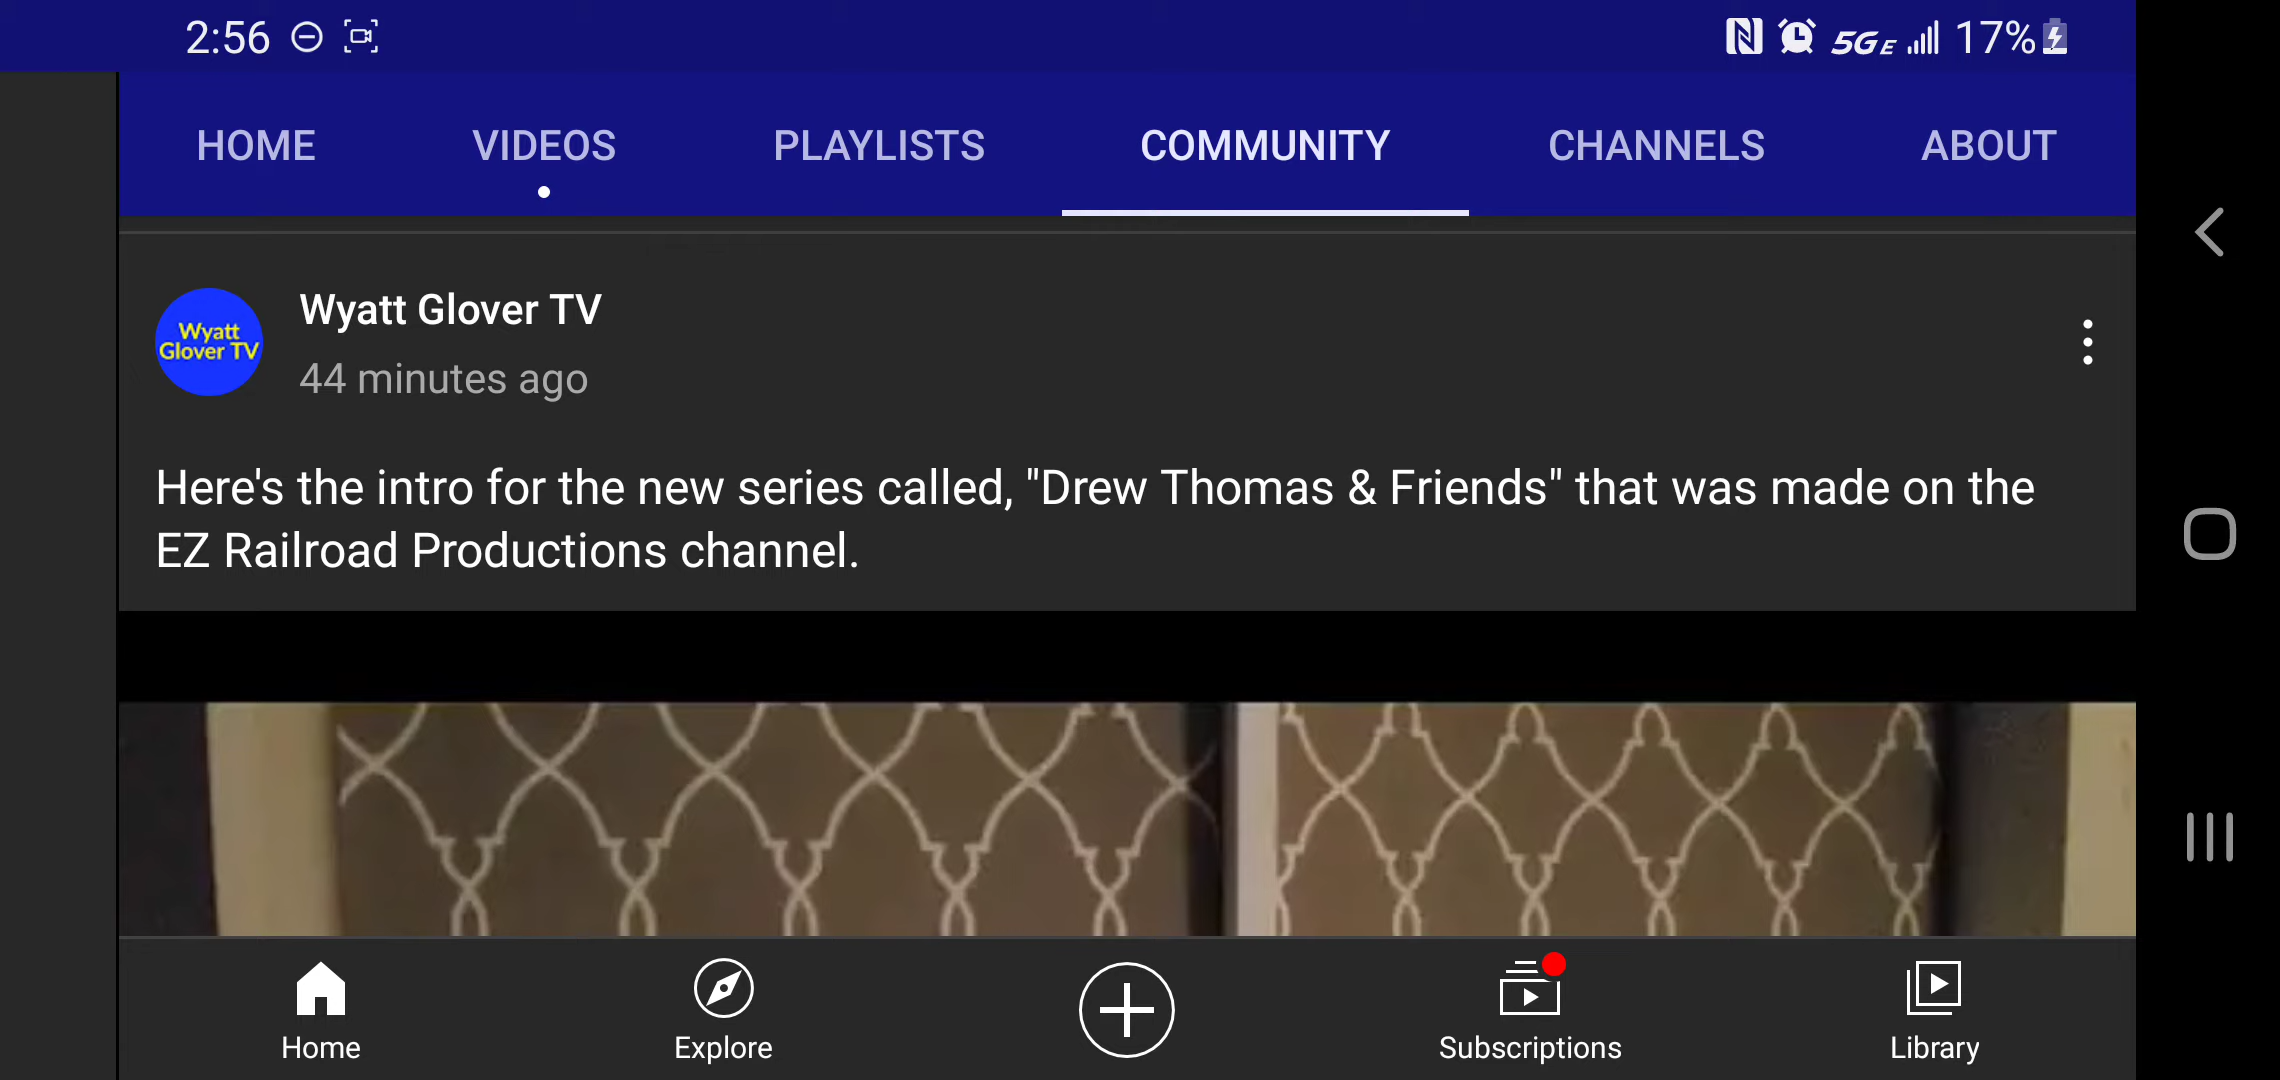 2:56
5GE 17%
HOME VIDEOS PLAYLISTS COMMUNITY CHANNELS ABOUT
Wyatt
Glover TV
Wyatt Glover TV
44 minutes ago
Here's the intro for the new series called, "Drew Thomas & Friends" that was made on the
EZ Railroad Productions channel.
Home Explore Subscriptions Library